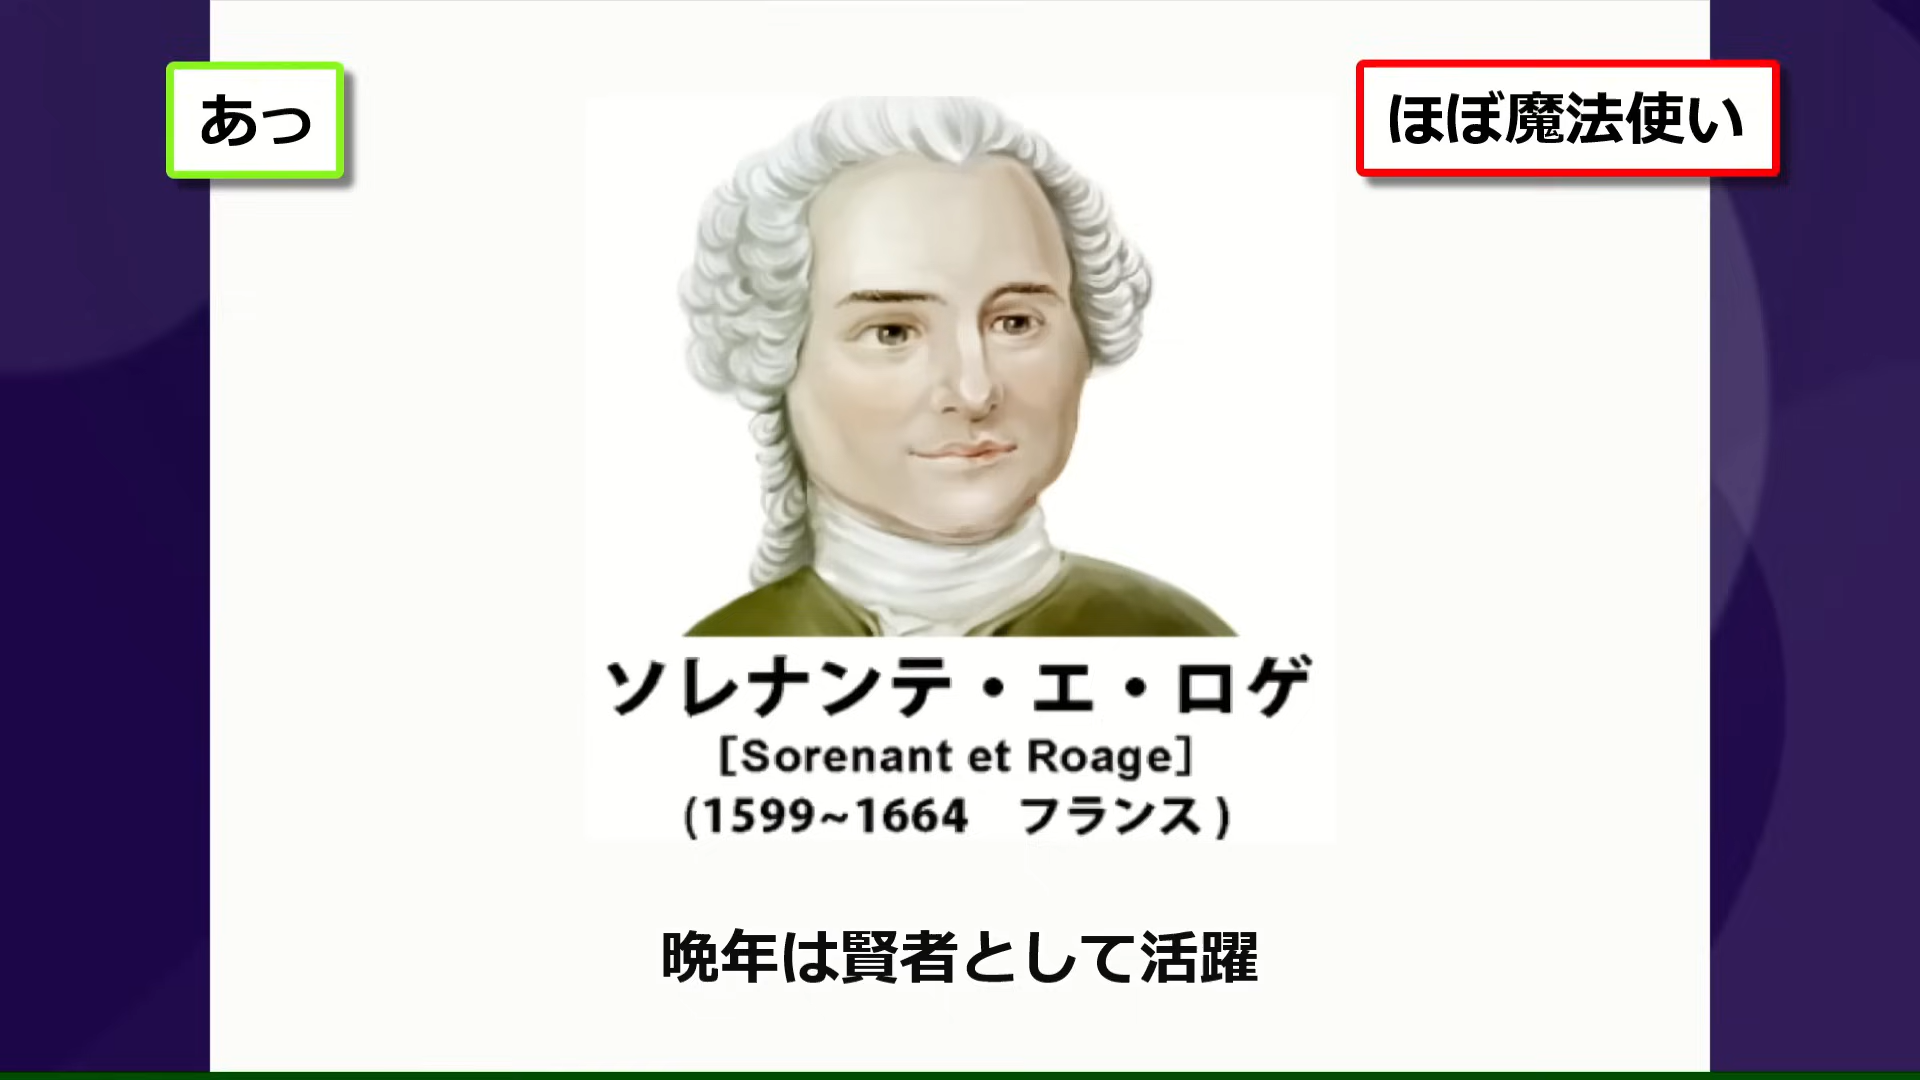 あっ
ほぼ魔法使い
ソレナンテ・エ・ロゲ
[Sorenant et Roage]
(1599~1664　フランス)
晩年は賢者として活躍